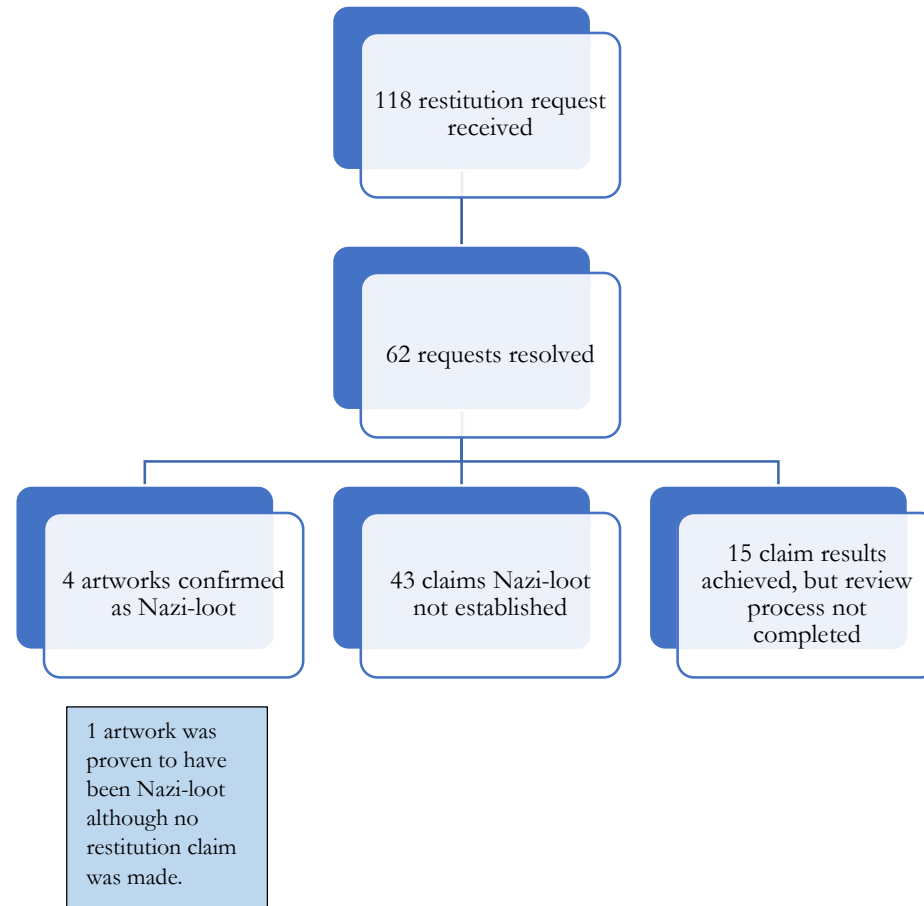 118 restitution request
received
62 requests resolved
4 artworks confirmed
as Nazi-loot
43 claims Nazi-loot
not established
15 claim results
achieved, but review
process not
completed
1 artwork was
proven to have
been Nazi-loot
although no
restitution claim
was made.